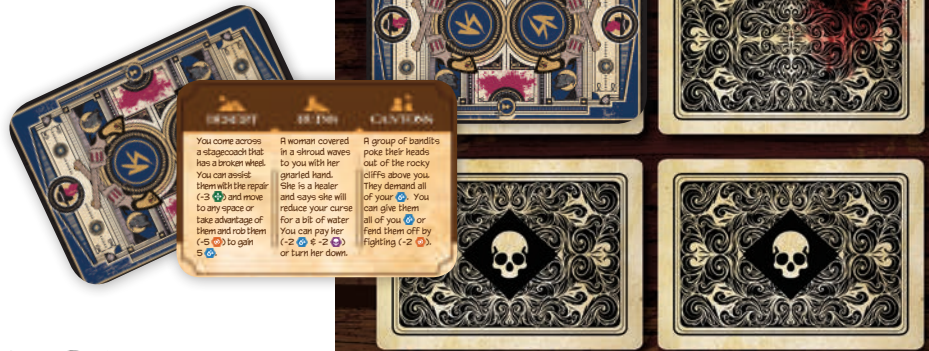 DESERT
RUINS
CANYONS
You come across
a stagecoach that
has a broken wheel.
You can assist
them with the repair
(-3 ) and move
to any space or
take advantage of
them and rob them
(-5 ) to gain
5 .
A woman covered
in a shroud waves
to you with her
gnarled hand.
She is a healer
and says she will
reduce your curse
for a bit of water
You can pay her
(-2 & -2 )
or turn her down.
A group of bandits
poke their heads
out of the rocky
cliffs above you.
They demand all
of your . You
can give them
all of you or
fend them off by
fighting (-2 ).